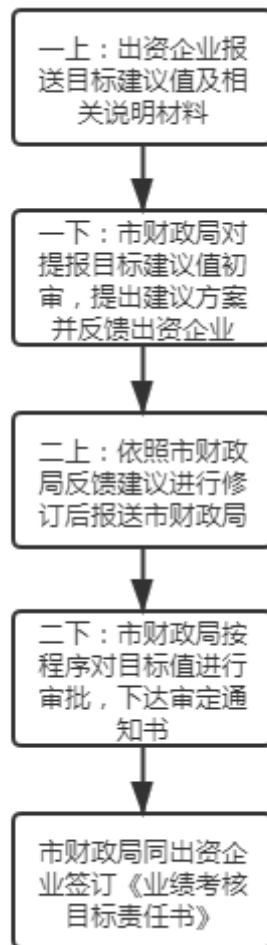 一上：出资企业报
送目标建议值及相
关说明材料
一下：市财政局对
提报目标建议值初
审，提出建议方案
并反馈出资企业
二上：依照市财政
局反馈建议进行修
订后报送市财政局
二下：市财政局按
程序对目标值进行
审批，下达审定通
知书
市财政局同出资企
业签订《业绩考核
目标责任书》